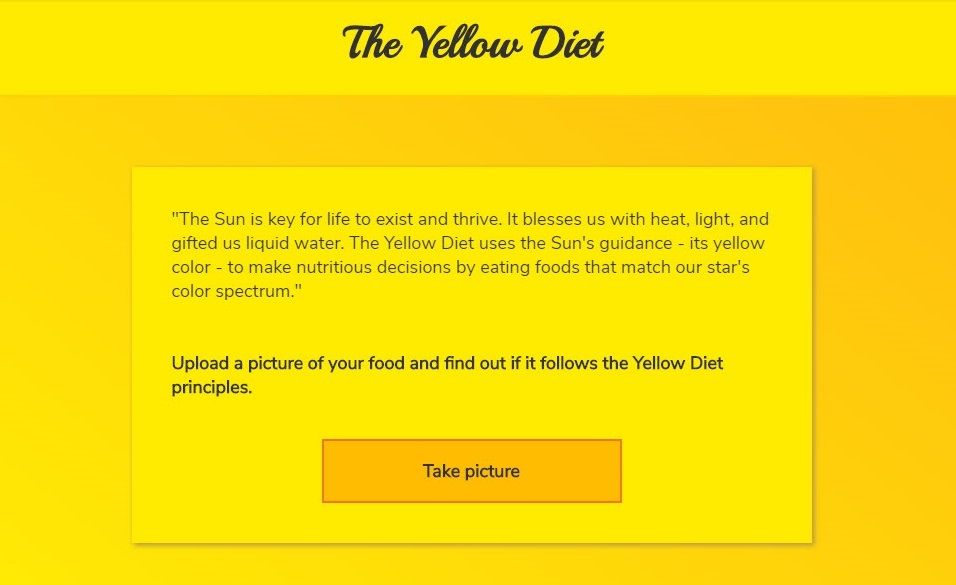 The Yellow Diet
"The Sun is key for life to exist and thrive. It blesses us with heat, light, and
gifted us liquid water. The Yellow Diet uses the Sun's guidance - its yellow
color - to make nutritious decisions by eating foods that match our star's
color spectrum."
Upload a picture of your food and find out if it follows the Yellow Diet
principles.
Take picture